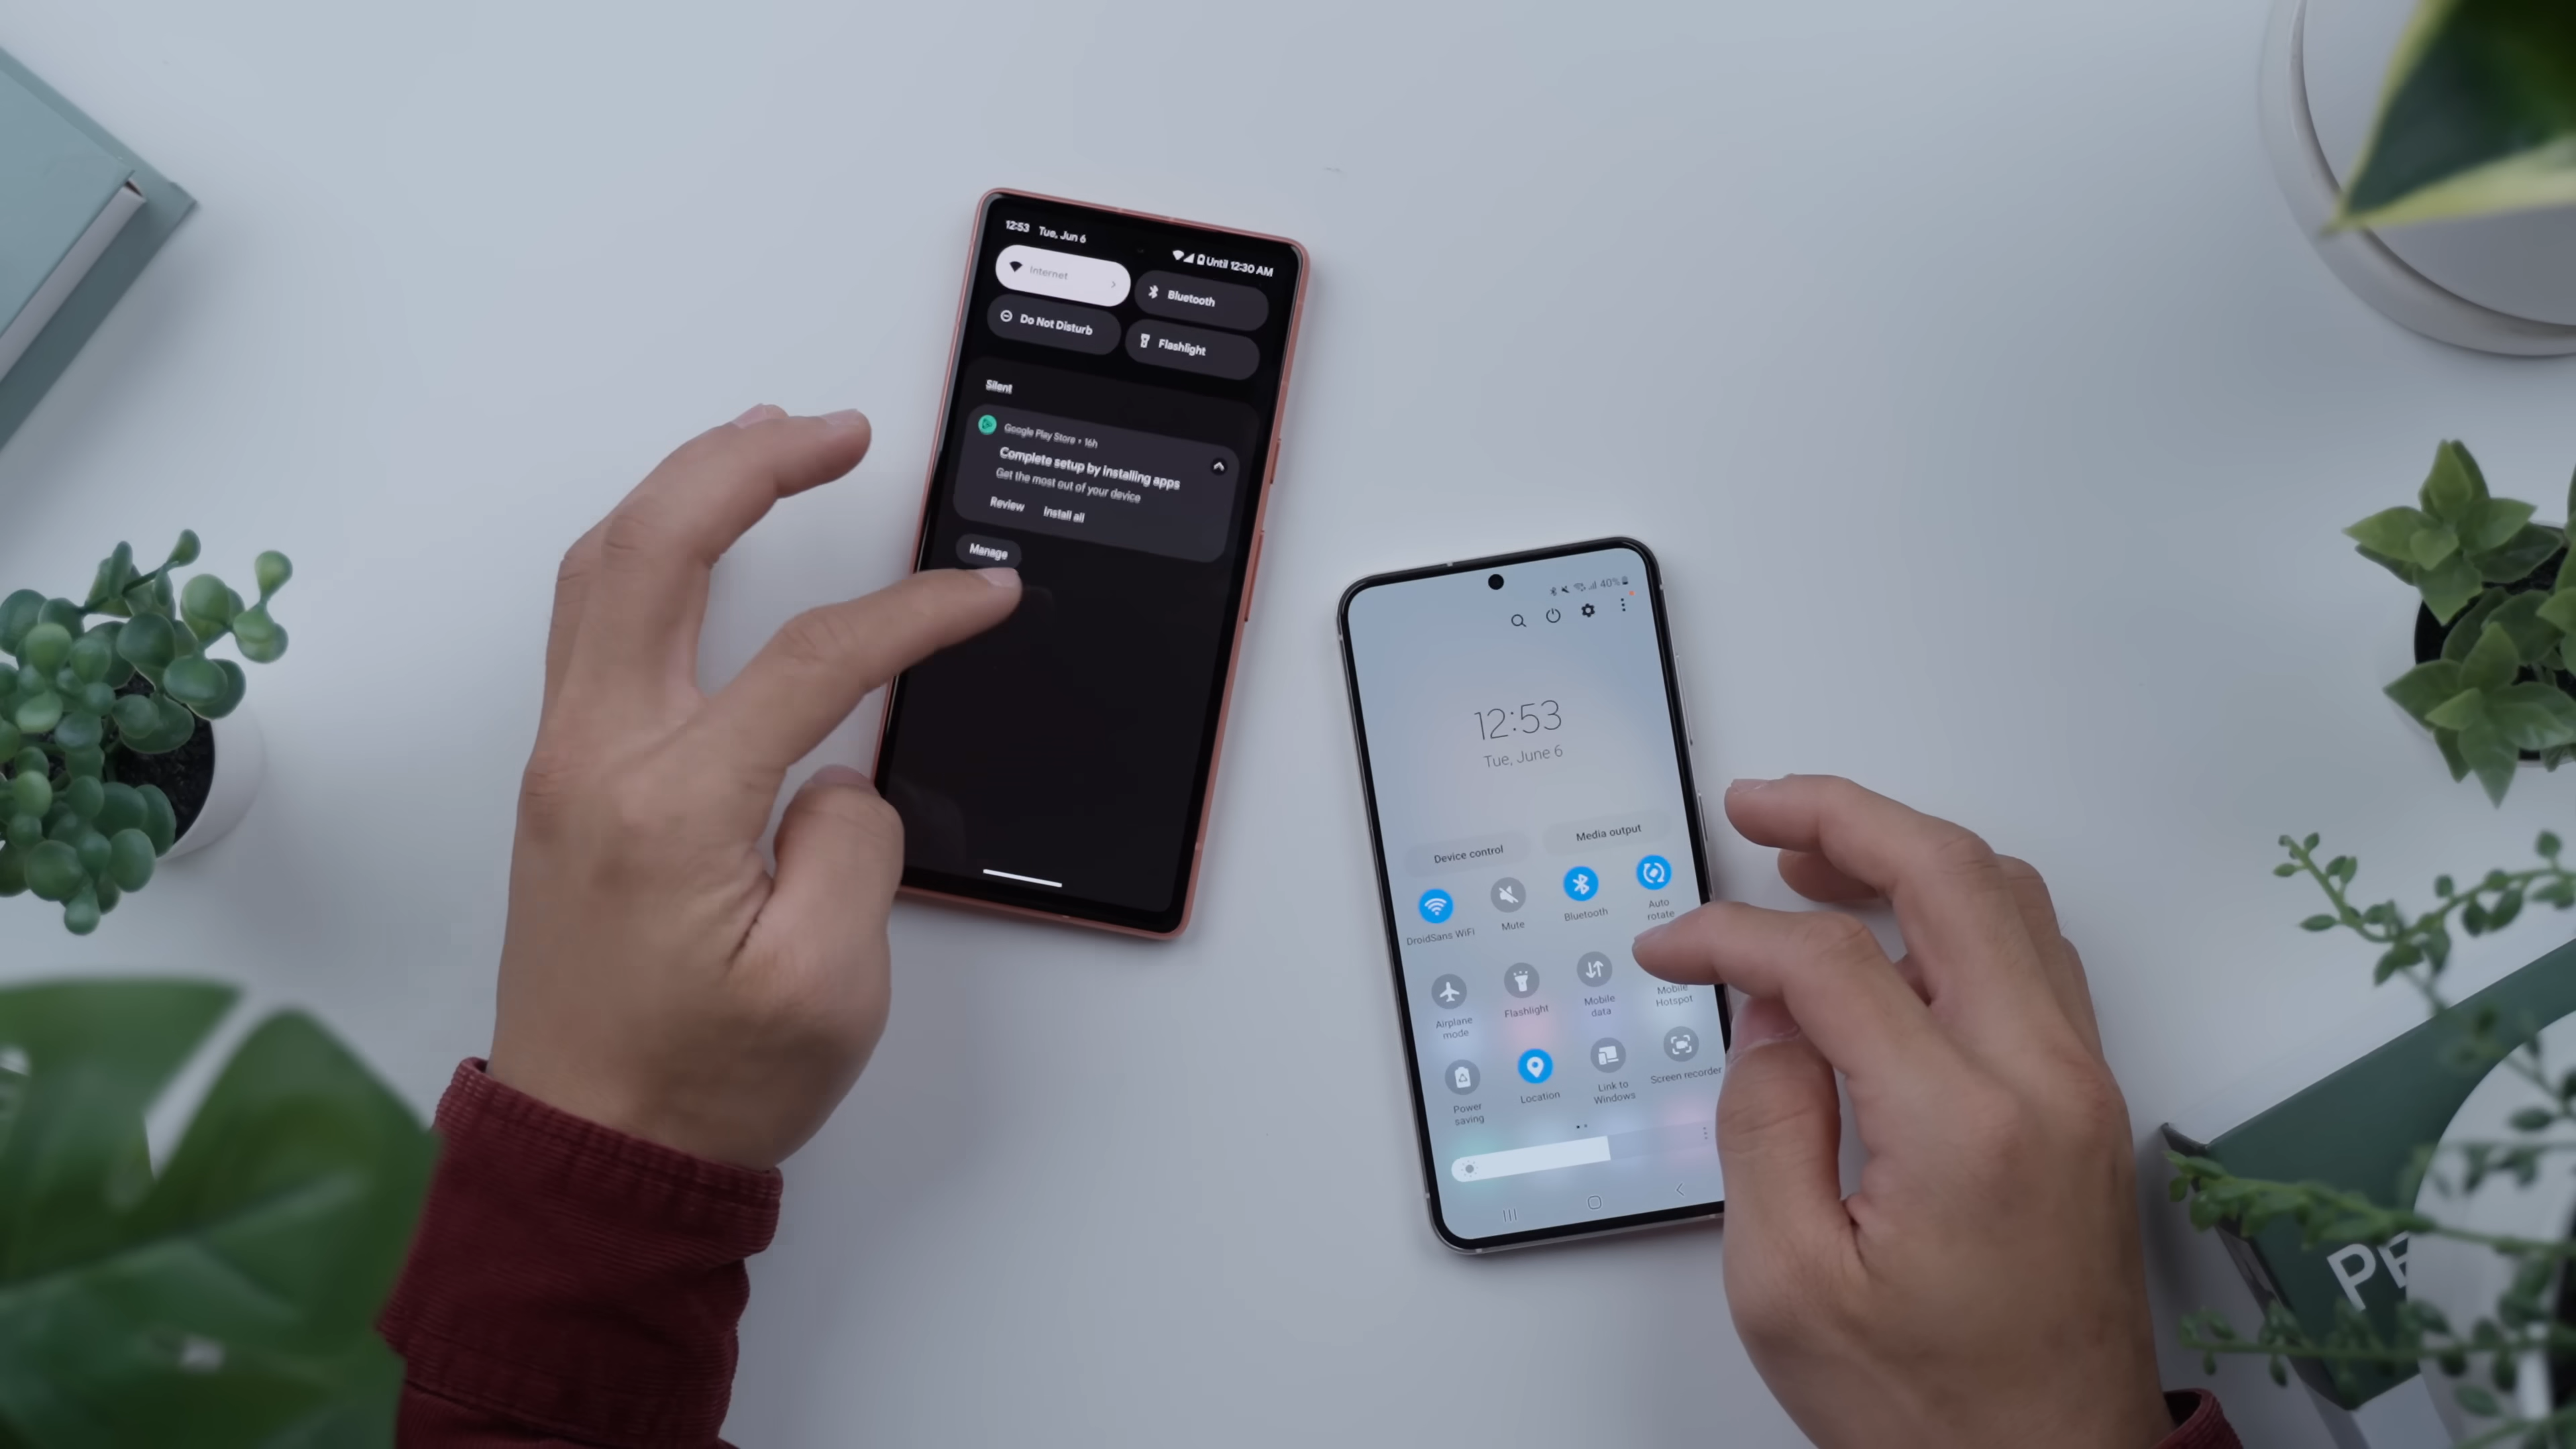 12:53 Tue, Jun 6
Until 12:30 AM
Internet
Bluetooth
Do Not Disturb
Flashlight
Silent
Google Play Store • 16h
Complete setup by installing apps
Get the most out of your device
Review Install all
Manage
40%
12:53
Tue, June 6
Device control
Media output
DroidSans WiFi
Mute
Bluetooth
Auto
rotate
Airplane
mode
Flashlight
Mobile
data
Mobile
Hotspot
Power
saving
Location
Link to
Windows
Screen recorder